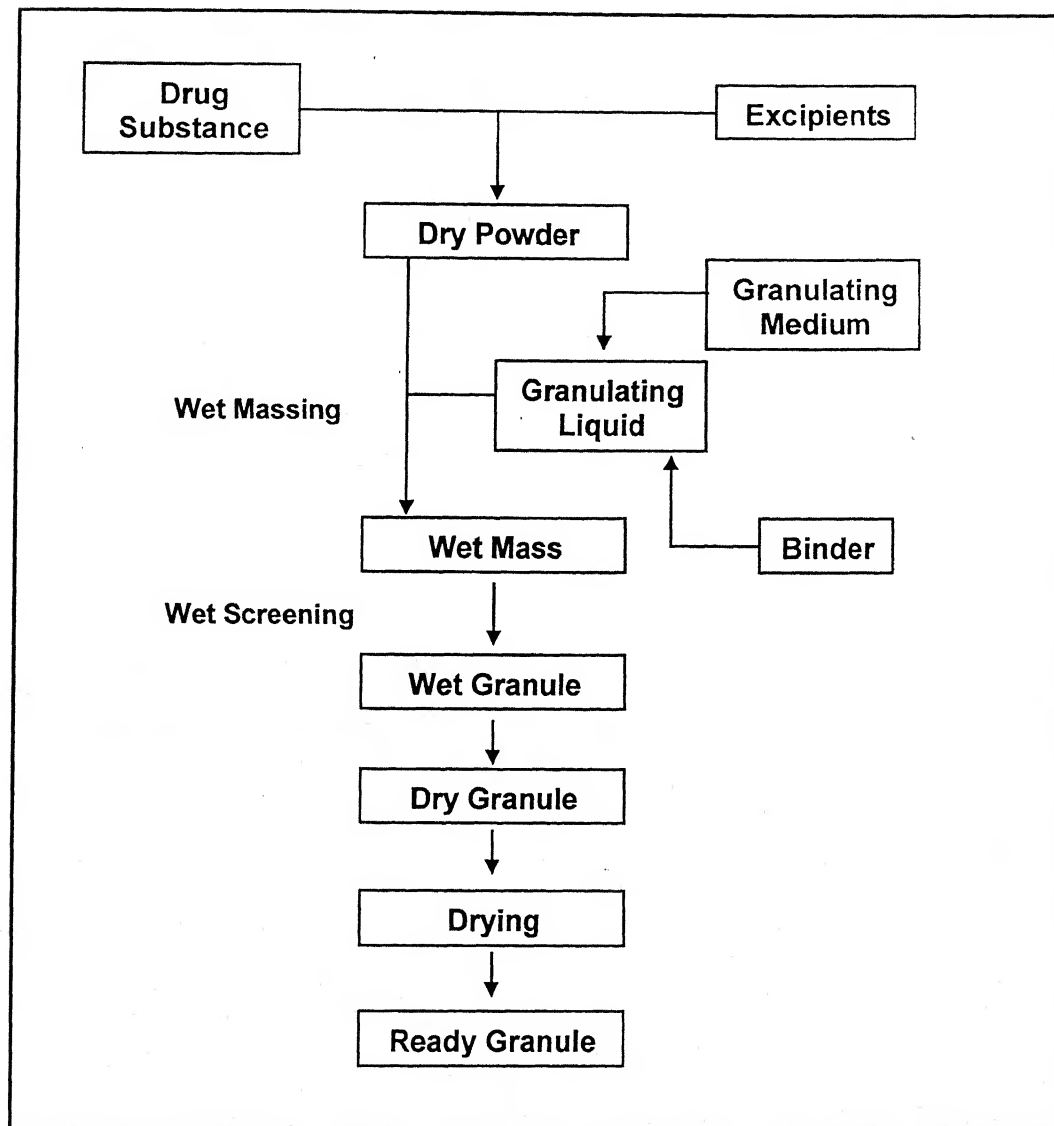 Drug
Substance
Excipients
Dry Powder
Granulating
Medium
Granulating
Liquid
Wet Massing
Wet Mass
Binder
Wet Screening
Wet Granule
Dry Granule
Drying
Ready Granule